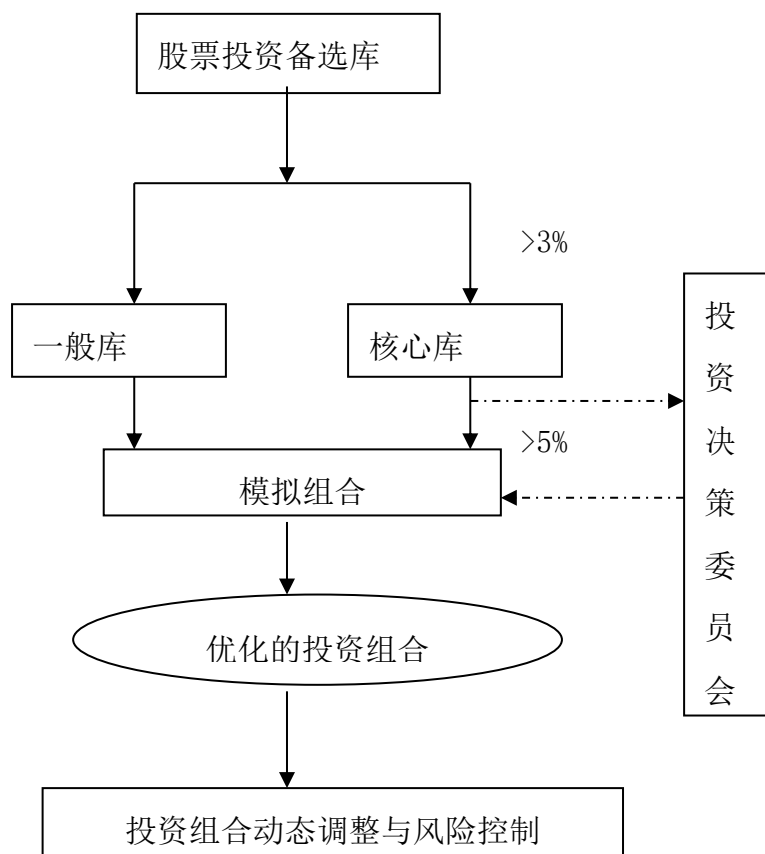 股票投资备选库
>3%
一般库
核心库
投资决策委员会
>5%
模拟组合
优化的投资组合
投资组合动态调整与风险控制